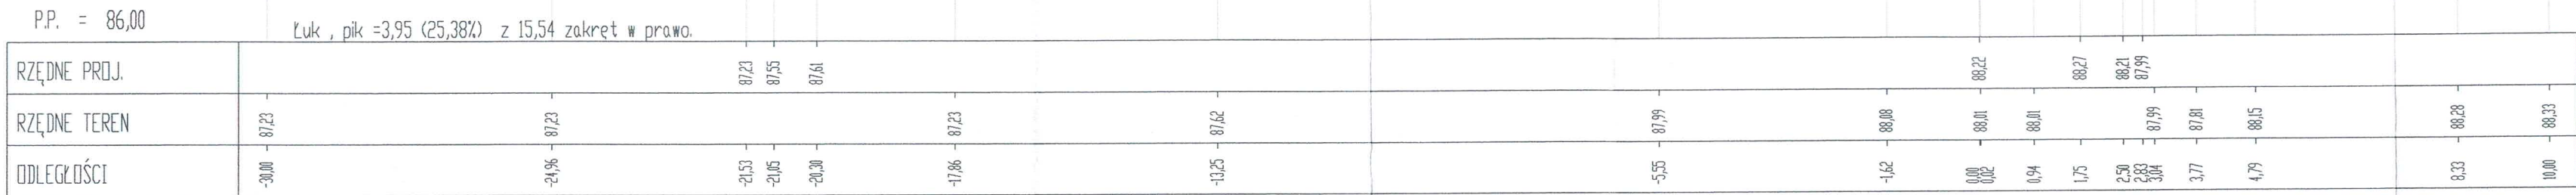 P.P. = 86,00
Łuk , pik =3,95 (25,38%) z 15,54 zakręt w prawo.
RZĘDNE PROJ. 87,23 87,55 87,61 88,22 88,27 88,21 87,99
RZĘDNE TEREN 87,23 87,23 87,23 87,62 87,99 88,08 88,01 88,01 87,99 87,81 88,15 88,28 88,33
ODLEGŁOŚCI -30,00 -24,96 -21,53 -21,05 -20,30 -17,86 -13,25 -5,55 -1,62 0,00 0,02 0,94 1,75 2,50 2,83 3,04 3,77 4,79 8,33 10,00